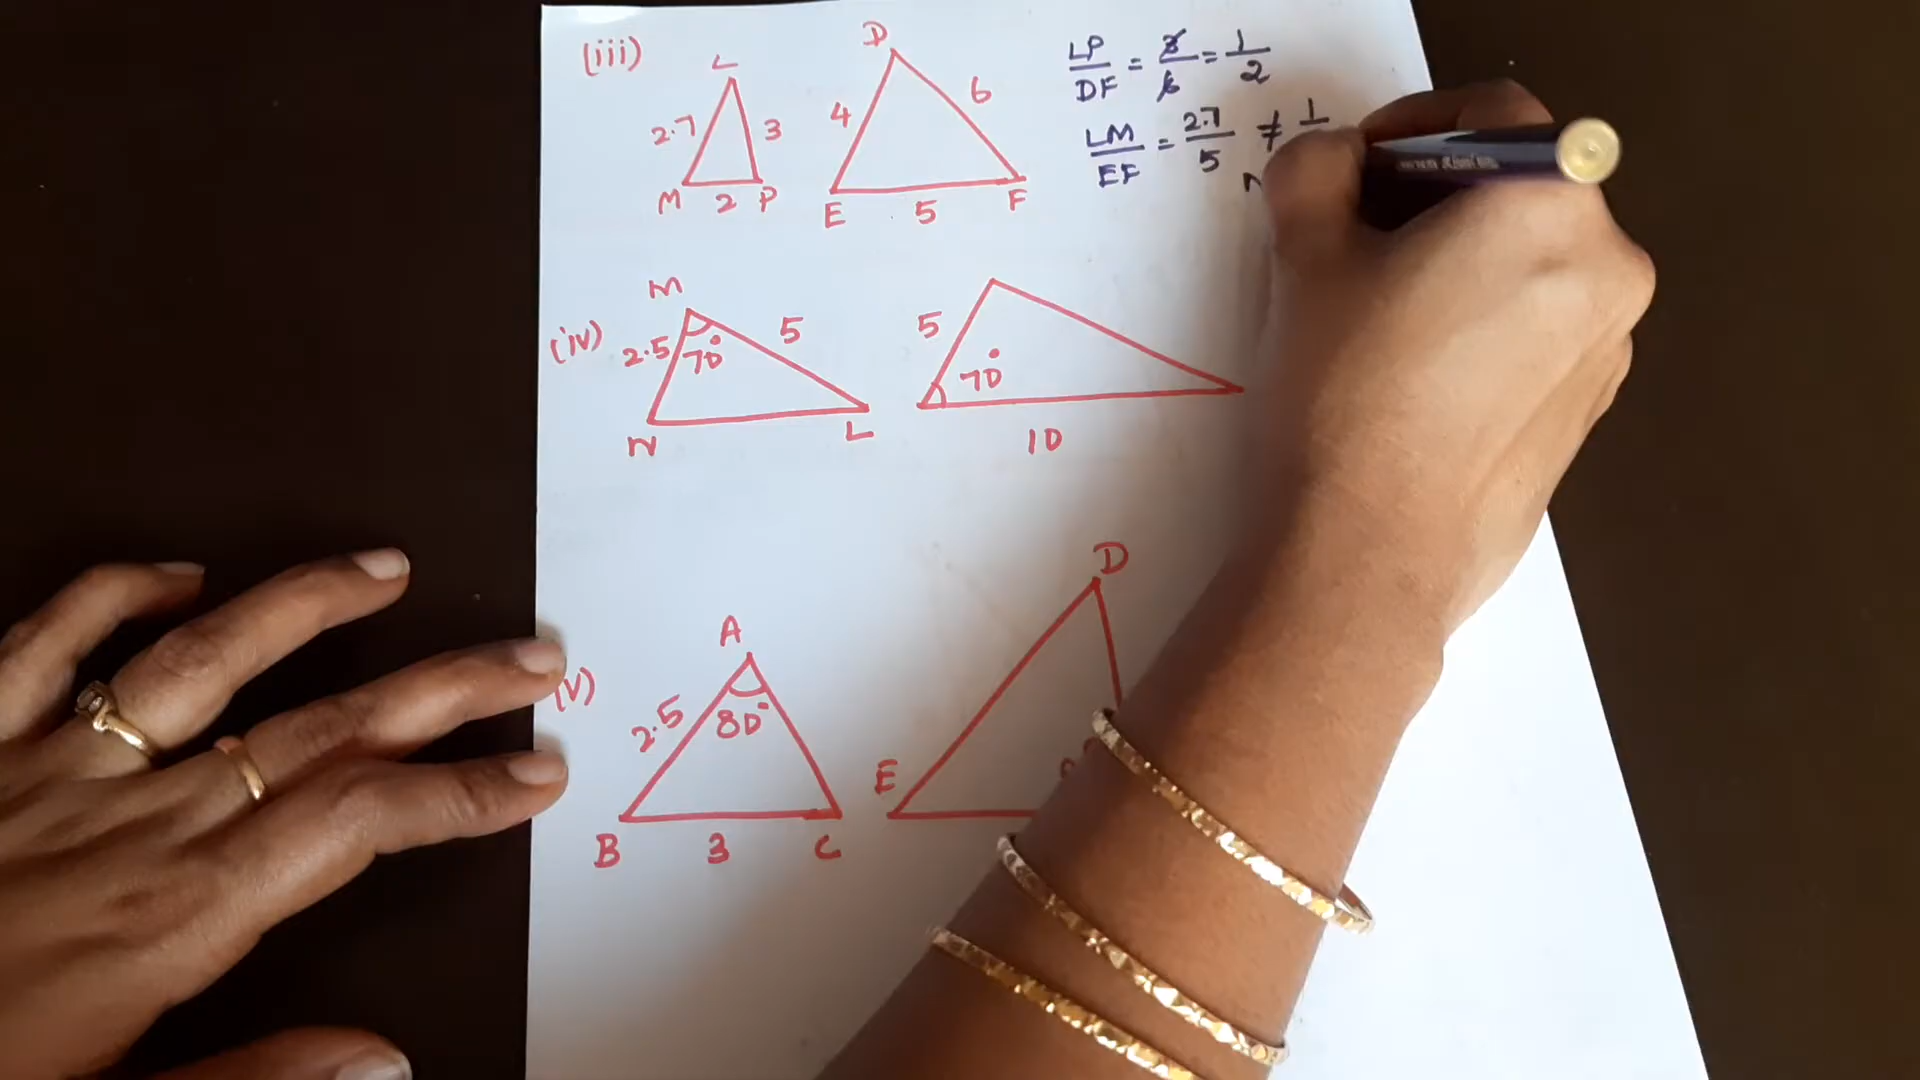 (iii)
L
2.7
3
M 2 P
D
4
6
E 5 F
LP/DF = 3/6 = 1/2
LM/EF = 2.7/5 ≠ 1
(iv)
M
2.5
70°
5
N
L
5
70°
10
(v)
A
2.5
80°
B 3 C
D
E